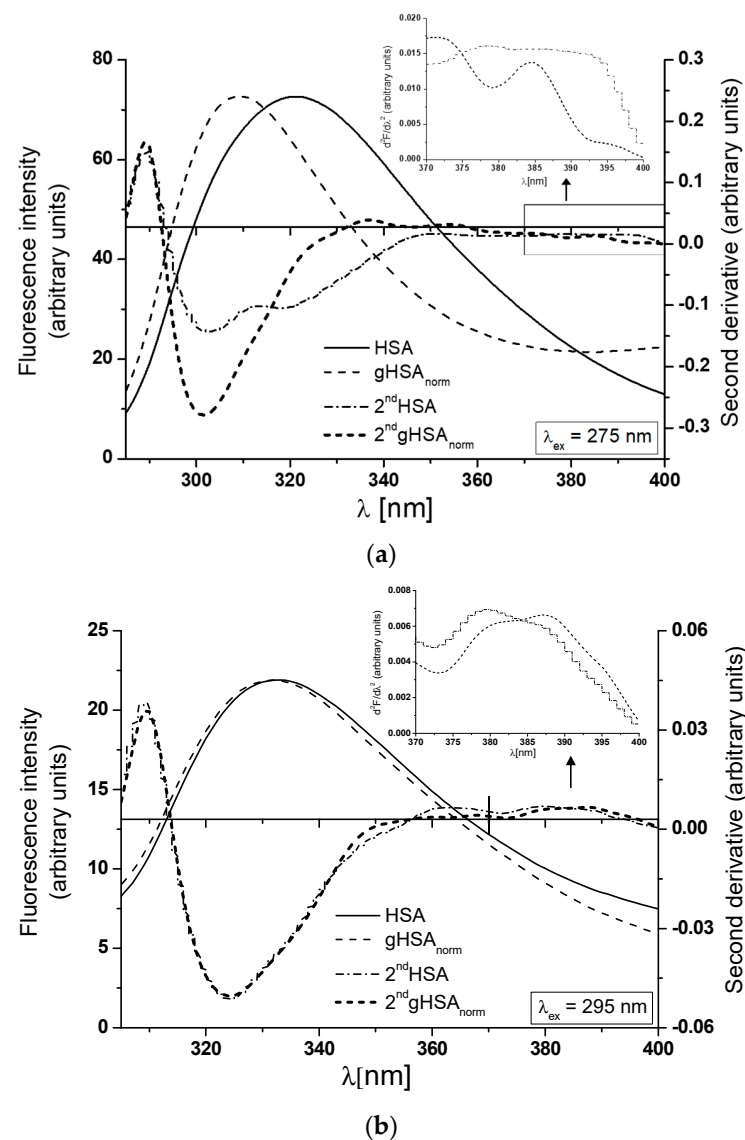 0.020
0.015
0.010
0.005
0.000
d²F/dλ² (arbitrary units)
370 375 380 385 390 395 400
λ[nm]
80
60
40
20
0
Fluorescence intensity
(arbitrary units)
0.3
0.2
0.1
0.0
-0.1
-0.2
-0.3
Second derivative (arbitrary units)
HSA
gHSAnorm
2ndHSA
2ndgHSAnorm
λex = 275 nm
300 320 340 360 380 400
λ [nm]
(a)
0.008
0.006
0.004
0.002
0.000
d²F/dλ² (arbitrary units)
370 375 380 385 390 395 400
λ[nm]
25
20
15
10
5
0
Fluorescence intensity
(arbitrary units)
0.06
0.03
0.00
-0.03
-0.06
Second derivative (arbitrary units)
HSA
gHSAnorm
2ndHSA
2ndgHSAnorm
λex = 295 nm
320 340 360 380 400
λ[nm]
(b)